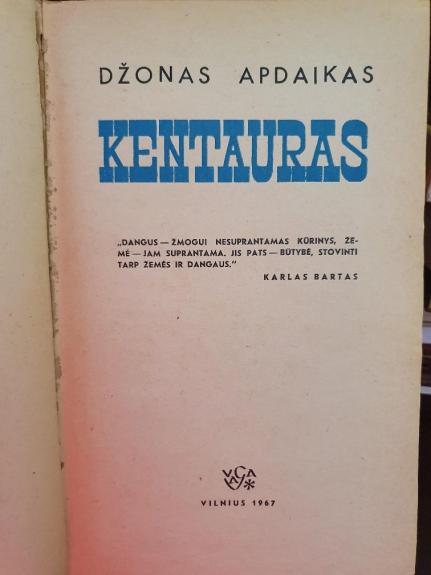 DŽONAS APDAIKAS
KENTAURAS
„DANGUS — ŽMOGUI NESUPRANTAMAS KŪRINYS, ŽE-
MĖ — JAM SUPRANTAMA. JIS PATS — BŪTYBĖ, STOVINTI
TARP ŽEMĖS IR DANGAUS.“
KARLAS BARTAS
VAGA
VILNIUS 1967